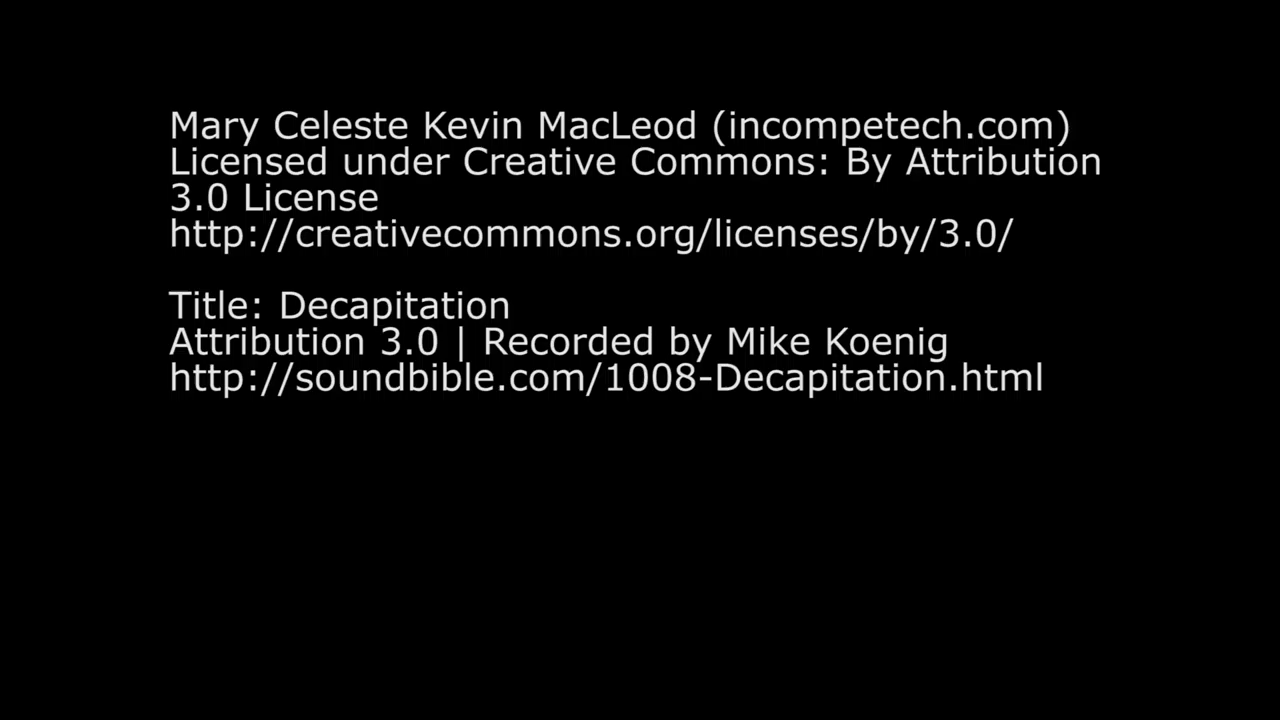 Mary Celeste Kevin MacLeod (incompetech.com)
Licensed under Creative Commons: By Attribution
3.0 License
http://creativecommons.org/licenses/by/3.0/
Title: Decapitation
Attribution 3.0 | Recorded by Mike Koenig
http://soundbible.com/1008-Decapitation.html